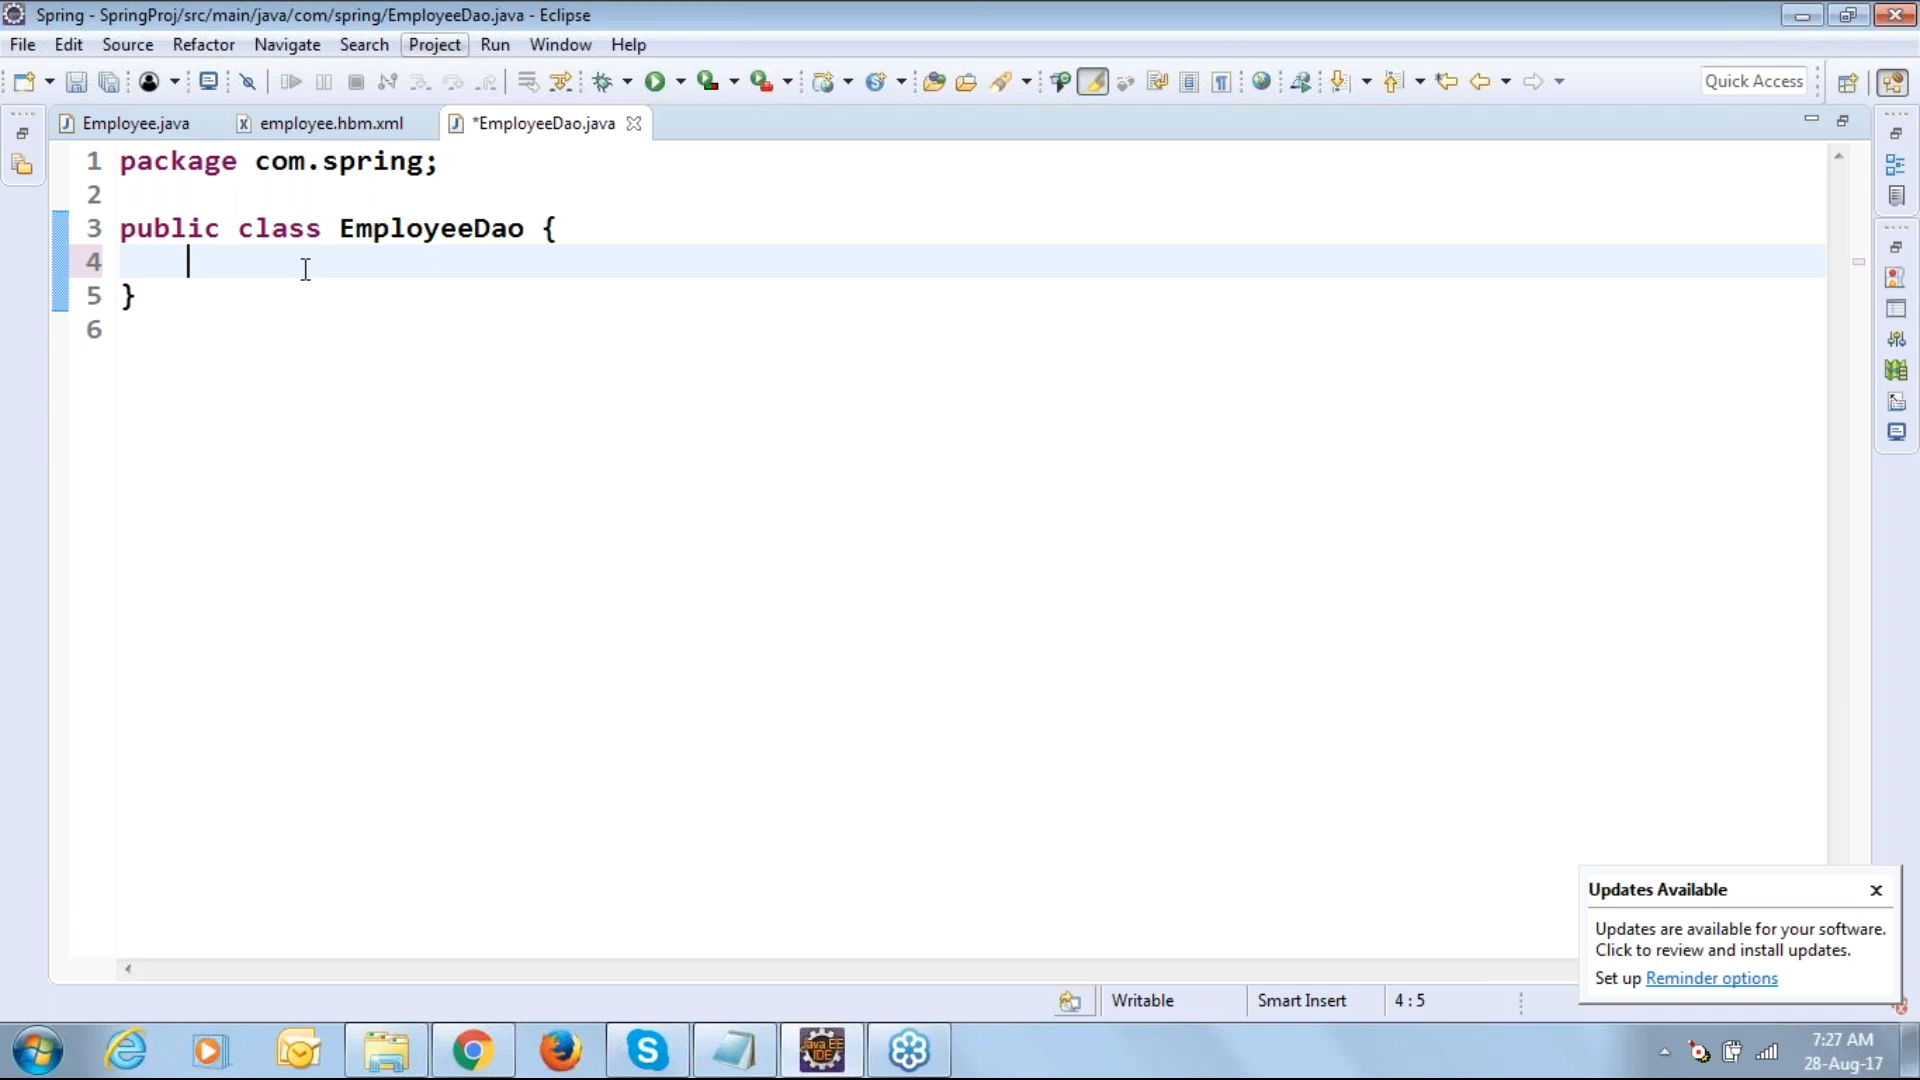 Spring - SpringProj/src/main/java/com/spring/EmployeeDao.java - Eclipse
File Edit Source Refactor Navigate Search Project Run Window Help
Quick Access
Employee.java employee.hbm.xml *EmployeeDao.java
1 package com.spring;
2
3 public class EmployeeDao {
4
5 }
6
Updates Available
Updates are available for your software.
Click to review and install updates.
Set up Reminder options
Writable Smart Insert 4 : 5
Java EE
IDE
7:27 AM
28-Aug-17